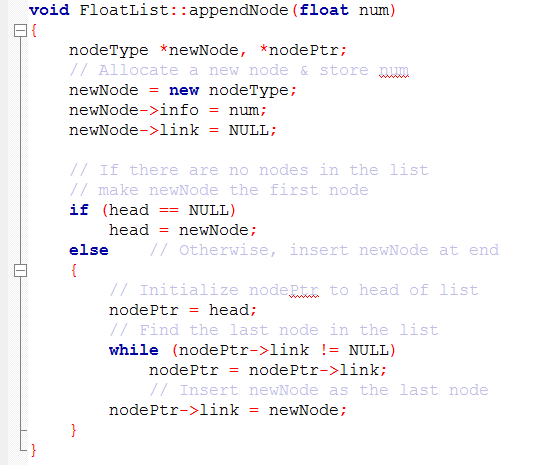 void FloatList::appendNode(float num)
{
nodeType *newNode, *nodePtr;
// Allocate a new node & store num
newNode = new nodeType;
newNode->info = num;
newNode->link = NULL;
// If there are no nodes in the list
// make newNode the first node
if (head == NULL)
head = newNode;
else // Otherwise, insert newNode at end
{
// Initialize nodePtr to head of list
nodePtr = head;
// Find the last node in the list
while (nodePtr->link != NULL)
nodePtr = nodePtr->link;
// Insert newNode as the last node
nodePtr->link = newNode;
}
}